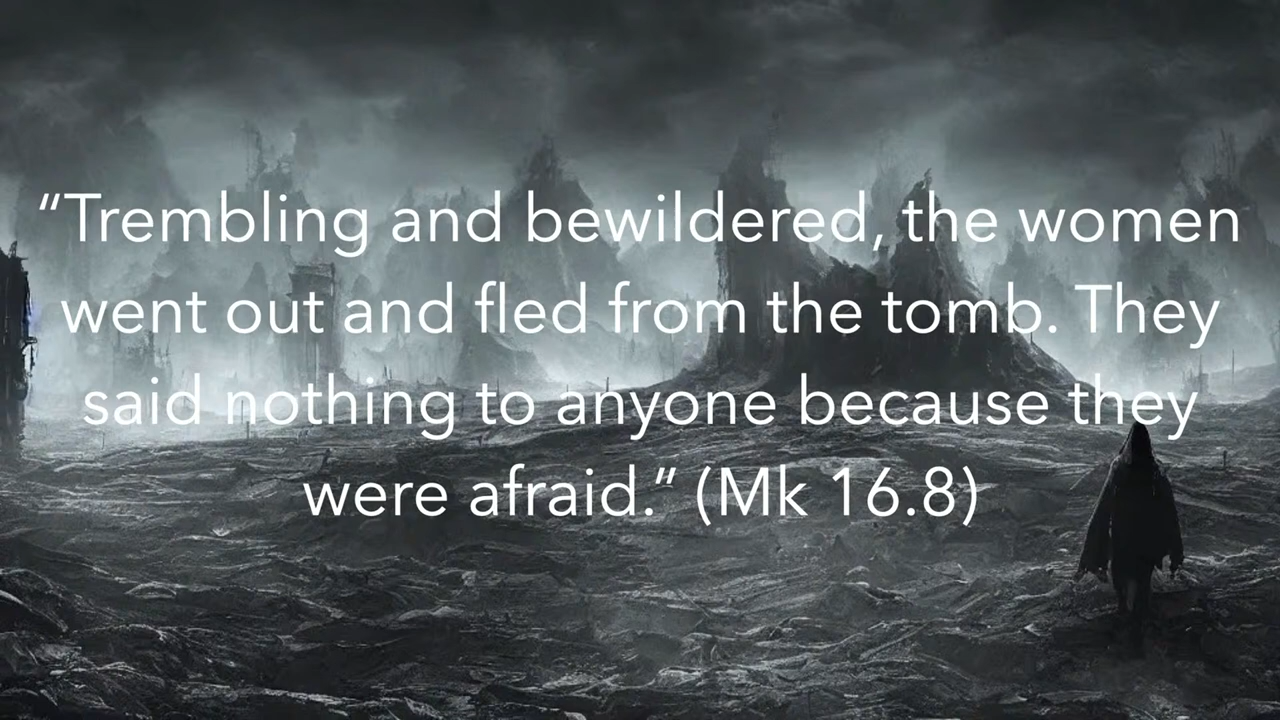 “Trembling and bewildered, the women
went out and fled from the tomb. They
said nothing to anyone because they
were afraid.” (Mk 16.8)